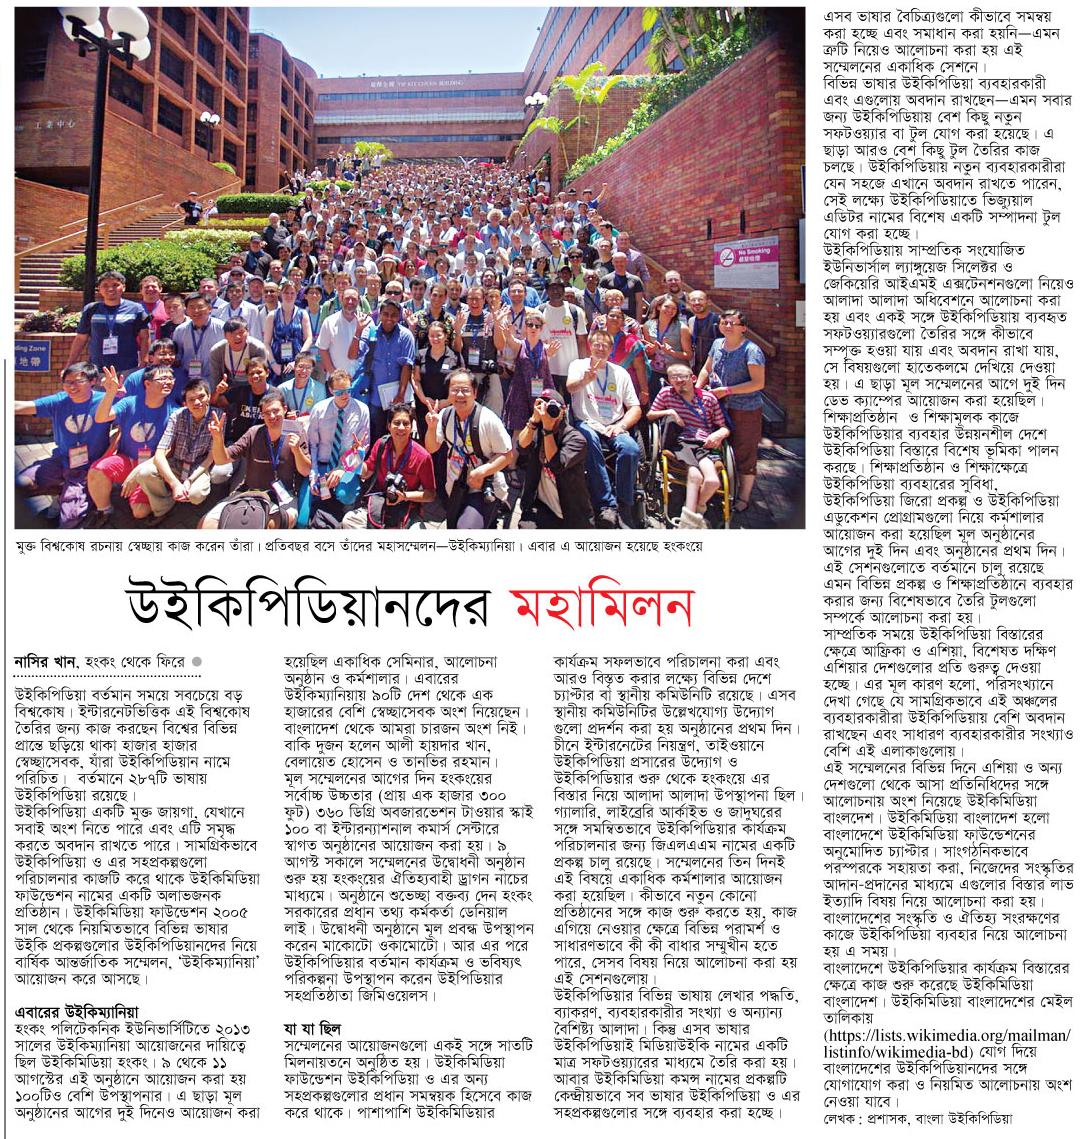 工業中心
YIP KIT CHUEN BUILDING
No Smoking
ding Zone
地帶
মুক্ত বিশ্বকোষ রচনায় স্বেচ্ছায় কাজ করেন তাঁরা। প্রতিবছর বসে তাঁদের মহাসম্মেলন—উইকিম্যানিয়া। এবার এ আয়োজন হয়েছে হংকংয়ে
উইকিপিডিয়ানদের মহামিলন
নাসির খান, হংকং থেকে ফিরে
উইকিপিডিয়া বর্তমান সময়ে সবচেয়ে বড়
বিশ্বকোষ। ইন্টারনেটভিত্তিক এই বিশ্বকোষ
তৈরির জন্য কাজ করছেন বিশ্বের বিভিন্ন
প্রান্তে ছড়িয়ে থাকা হাজার হাজার
স্বেচ্ছাসেবক, যাঁরা উইকিপিডিয়ান নামে
পরিচিত। বর্তমানে ২৮৭টি ভাষায়
উইকিপিডিয়া রয়েছে।
উইকিপিডিয়া একটি মুক্ত জায়গা, যেখানে
সবাই অংশ নিতে পারে এবং এটি সমৃদ্ধ
করতে অবদান রাখতে পারে। সামগ্রিকভাবে
উইকিপিডিয়া ও এর সহপ্রকল্পগুলো
পরিচালনার কাজটি করে থাকে উইকিমিডিয়া
ফাউন্ডেশন নামের একটি অলাভজনক
প্রতিষ্ঠান। উইকিমিডিয়া ফাউন্ডেশন ২০০৫
সাল থেকে নিয়মিতভাবে বিভিন্ন ভাষার
উইকি প্রকল্পগুলোর উইকিপিডিয়ানদের নিয়ে
বার্ষিক আন্তর্জাতিক সম্মেলন, ‘উইকিম্যানিয়া’
আয়োজন করে আসছে।
এবারের উইকিম্যানিয়া
হংকং পলিটেকনিক ইউনিভার্সিটিতে ২০১৩
সালের উইকিম্যানিয়া আয়োজনের দায়িত্বে
ছিল উইকিমিডিয়া হংকং। ৯ থেকে ১১
আগস্টের এই অনুষ্ঠানে আয়োজন করা হয়
১০০টিও বেশি উপস্থাপনার। এ ছাড়া মূল
অনুষ্ঠানের আগের দুই দিনেও আয়োজন করা
হয়েছিল একাধিক সেমিনার, আলোচনা
অনুষ্ঠান ও কর্মশালার। এবারের
উইকিম্যানিয়ায় ৯০টি দেশ থেকে এক
হাজারের বেশি স্বেচ্ছাসেবক অংশ নিয়েছেন।
বাংলাদেশ থেকে আমরা চারজন অংশ নিই।
বাকি দুজন হলেন আলী হায়দার খান,
বেলায়েত হোসেন ও তানভির রহমান।
মূল সম্মেলনের আগের দিন হংকংয়ের
সর্বোচ্চ উচ্চতার (প্রায় এক হাজার ৩০০
ফুট) ৩৬০ ডিগ্রি অবজারভেশন টাওয়ার স্কাই
১০০ বা ইন্টারন্যাশনাল কমার্স সেন্টারে
স্বাগত অনুষ্ঠানের আয়োজন করা হয়। ৯
আগস্ট সকালে সম্মেলনের উদ্বোধনী অনুষ্ঠান
শুরু হয় হংকংয়ের ঐতিহ্যবাহী ড্রাগন নাচের
মাধ্যমে। অনুষ্ঠানে শুভেচ্ছা বক্তব্য দেন হংকং
সরকারের প্রধান তথ্য কর্মকর্তা ডেনিয়াল
লাই। উদ্বোধনী অনুষ্ঠানে মূল প্রবন্ধ উপস্থাপন
করেন মাকোটো ওকামোটো। আর এর পরে
উইকিপিডিয়ার বর্তমান কার্যক্রম ও ভবিষ্যৎ
পরিকল্পনা উপস্থাপন করেন উইপিডিয়ার
সহপ্রতিষ্ঠাতা জিমিওয়েলস।
যা যা ছিল
সম্মেলনের আয়োজনগুলো একই সঙ্গে সাতটি
মিলনায়তনে অনুষ্ঠিত হয়। উইকিমিডিয়া
ফাউন্ডেশন উইকিপিডিয়া ও এর অন্য
সহপ্রকল্পগুলোর প্রধান সমন্বয়ক হিসেবে কাজ
করে থাকে। পাশাপাশি উইকিমিডিয়ার
কার্যক্রম সফলভাবে পরিচালনা করা এবং
আরও বিস্তৃত করার লক্ষ্যে বিভিন্ন দেশে
চ্যাপ্টার বা স্থানীয় কমিউনিটি রয়েছে। এসব
স্থানীয় কমিউনিটির উল্লেখযোগ্য উদ্যোগ
গুলো প্রদর্শন করা হয় অনুষ্ঠানের প্রথম দিন।
চীনে ইন্টারনেটের নিয়ন্ত্রণ, তাইওয়ানে
উইকিপিডিয়া প্রসারের উদ্যোগ ও
উইকিপিডিয়ার শুরু থেকে হংকংয়ে এর
বিস্তার নিয়ে আলাদা আলাদা উপস্থাপনা ছিল।
গ্যালারি, লাইব্রেরি আর্কাইভ ও জাদুঘরের
সঙ্গে সমন্বিতভাবে উইকিপিডিয়ার কার্যক্রম
পরিচালনার জন্য জিএলএএম নামের একটি
প্রকল্প চালু রয়েছে। সম্মেলনের তিন দিনই
এই বিষয়ে একাধিক কর্মশালার আয়োজন
করা হয়েছিল। কীভাবে নতুন কোনো
প্রতিষ্ঠানের সঙ্গে কাজ শুরু করতে হয়, কাজ
এগিয়ে নেওয়ার ক্ষেত্রে বিভিন্ন পরামর্শ ও
সাধারণভাবে কী কী বাধার সম্মুখীন হতে
পারে, সেসব বিষয় নিয়ে আলোচনা করা হয়
এই সেশনগুলোয়।
উইকিপিডিয়ার বিভিন্ন ভাষায় লেখার পদ্ধতি,
ব্যাকরণ, ব্যবহারকারীর সংখ্যা ও অন্যান্য
বৈশিষ্ট্য আলাদা। কিন্তু এসব ভাষার
উইকিপিডিয়াই মিডিয়াউইকি নামের একটি
মাত্র সফটওয়্যারের মাধ্যমে তৈরি করা হয়।
আবার উইকিমিডিয়া কমন্স নামের প্রকল্পটি
কেন্দ্রীয়ভাবে সব ভাষার উইকিপিডিয়া ও এর
সহপ্রকল্পগুলোর সঙ্গে ব্যবহার করা হচ্ছে।
এসব ভাষার বৈচিত্র্যগুলো কীভাবে সমন্বয়
করা হচ্ছে এবং সমাধান করা হয়নি—এমন
ত্রুটি নিয়েও আলোচনা করা হয় এই
সম্মেলনের একাধিক সেশনে।
বিভিন্ন ভাষার উইকিপিডিয়া ব্যবহারকারী
এবং এগুলোয় অবদান রাখছেন—এমন সবার
জন্য উইকিপিডিয়ায় বেশ কিছু নতুন
সফটওয়্যার বা টুল যোগ করা হয়েছে। এ
ছাড়া আরও বেশ কিছু টুল তৈরির কাজ
চলছে। উইকিপিডিয়ায় নতুন ব্যবহারকারীরা
যেন সহজে এখানে অবদান রাখতে পারেন,
সেই লক্ষ্যে উইকিপিডিয়াতে ভিজ্যুয়াল
এডিটর নামের বিশেষ একটি সম্পাদনা টুল
যোগ করা হচ্ছে।
উইকিপিডিয়ায় সাম্প্রতিক সংযোজিত
ইউনিভার্সাল ল্যাঙ্গুয়েজ সিলেক্টর ও
জেকিয়েরি আইএমই এক্সটেনশনগুলো নিয়েও
আলাদা আলাদা অধিবেশনে আলোচনা করা
হয় এবং একই সঙ্গে উইকিপিডিয়ায় ব্যবহৃত
সফটওয়্যারগুলো তৈরির সঙ্গে কীভাবে
সম্পৃক্ত হওয়া যায় এবং অবদান রাখা যায়,
সে বিষয়গুলো হাতেকলমে দেখিয়ে দেওয়া
হয়। এ ছাড়া মূল সম্মেলনের আগে দুই দিন
ডেভ ক্যাম্পের আয়োজন করা হয়েছিল।
শিক্ষাপ্রতিষ্ঠান ও শিক্ষামূলক কাজে
উইকিপিডিয়ার ব্যবহার উন্নয়নশীল দেশে
উইকিপিডিয়া বিস্তারে বিশেষ ভূমিকা পালন
করছে। শিক্ষাপ্রতিষ্ঠান ও শিক্ষাক্ষেত্রে
উইকিপিডিয়া ব্যবহারের সুবিধা,
উইকিপিডিয়া জিরো প্রকল্প ও উইকিপিডিয়া
এডুকেশন প্রোগ্রামগুলো নিয়ে কর্মশালার
আয়োজন করা হয়েছিল মূল অনুষ্ঠানের
আগের দুই দিন এবং অনুষ্ঠানের প্রথম দিন।
এই সেশনগুলোতে বর্তমানে চালু রয়েছে
এমন বিভিন্ন প্রকল্প ও শিক্ষাপ্রতিষ্ঠানে ব্যবহার
করার জন্য বিশেষভাবে তৈরি টুলগুলো
সম্পর্কে আলোচনা করা হয়।
সাম্প্রতিক সময়ে উইকিপিডিয়া বিস্তারের
ক্ষেত্রে আফ্রিকা ও এশিয়া, বিশেষত দক্ষিণ
এশিয়ার দেশগুলোর প্রতি গুরুত্ব দেওয়া
হচ্ছে। এর মূল কারণ হলো, পরিসংখ্যানে
দেখা গেছে যে সামগ্রিকভাবে এই অঞ্চলের
ব্যবহারকারীরা উইকিপিডিয়ায় বেশি অবদান
রাখছেন এবং সাধারণ ব্যবহারকারীর সংখ্যাও
বেশি এই এলাকাগুলোয়।
এই সম্মেলনের বিভিন্ন দিনে এশিয়া ও অন্য
দেশগুলো থেকে আসা প্রতিনিধিদের সঙ্গে
আলোচনায় অংশ নিয়েছে উইকিমিডিয়া
বাংলদেশ। উইকিমিডিয়া বাংলাদেশ হলো
বাংলাদেশে উইকিমিডিয়া ফাউন্ডেশনের
অনুমোদিত চ্যাপ্টার। সাংগঠনিকভাবে
পরস্পরকে সহায়তা করা, নিজেদের সংস্কৃতির
আদান-প্রদানের মাধ্যমে এগুলোর বিস্তার লাভ
ইত্যাদি বিষয় নিয়ে আলোচনা করা হয়।
বাংলাদেশের সংস্কৃতি ও ঐতিহ্য সংরক্ষণের
কাজে উইকিপিডিয়া ব্যবহার নিয়ে আলোচনা
হয় এ সময়।
বাংলাদেশে উইকিপিডিয়ার কার্যক্রম বিস্তারের
ক্ষেত্রে কাজ শুরু করেছে উইকিমিডিয়া
বাংলাদেশ। উইকিমিডিয়া বাংলাদেশের মেইল
তালিকায়
(https://lists.wikimedia.org/mailman/
listinfo/wikimedia-bd) যোগ দিয়ে
বাংলাদেশের উইকিপিডিয়ানদের সঙ্গে
যোগাযোগ করা ও নিয়মিত আলোচনায় অংশ
নেওয়া যাবে।
লেখক : প্রশাসক, বাংলা উইকিপিডিয়া